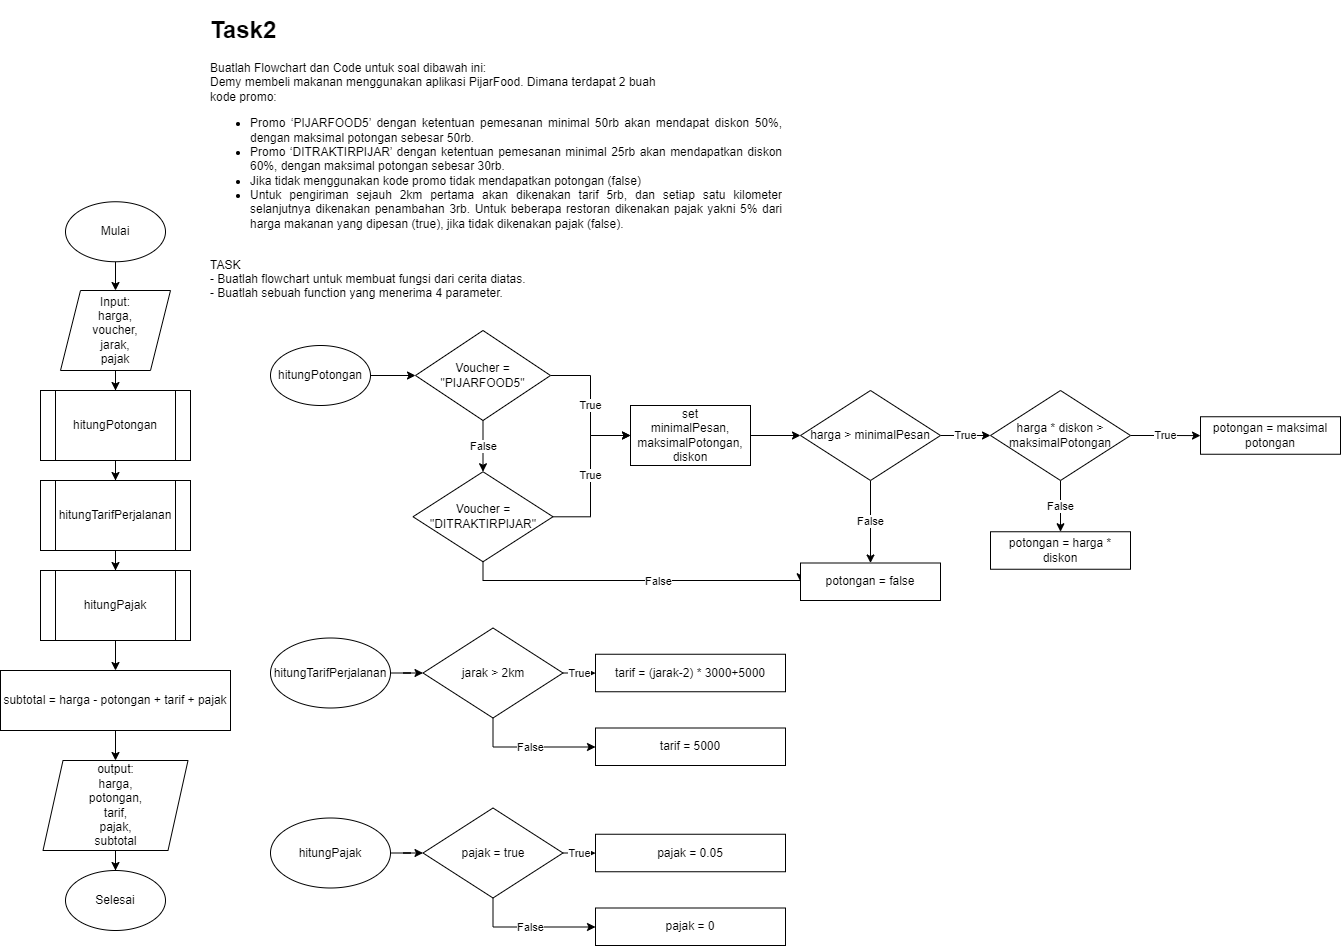 Task2
Buatlah Flowchart dan Code untuk soal dibawah ini:
Demy membeli makanan menggunakan aplikasi PijarFood. Dimana terdapat 2 buah
kode promo:
• Promo ‘PIJARFOOD5’ dengan ketentuan pemesanan minimal 50rb akan mendapat diskon 50%,
dengan maksimal potongan sebesar 50rb.
• Promo ‘DITRAKTIRPIJAR’ dengan ketentuan pemesanan minimal 25rb akan mendapatkan diskon
60%, dengan maksimal potongan sebesar 30rb.
• Jika tidak menggunakan kode promo tidak mendapatkan potongan (false)
• Untuk pengiriman sejauh 2km pertama akan dikenakan tarif 5rb, dan setiap satu kilometer
selanjutnya dikenakan penambahan 3rb. Untuk beberapa restoran dikenakan pajak yakni 5% dari
harga makanan yang dipesan (true), jika tidak dikenakan pajak (false).
TASK
- Buatlah flowchart untuk membuat fungsi dari cerita diatas.
- Buatlah sebuah function yang menerima 4 parameter.
Mulai
Input:
harga,
voucher,
jarak,
pajak
hitungPotongan
hitungTarifPerjalanan
hitungPajak
subtotal = harga - potongan + tarif + pajak
output:
harga,
potongan,
tarif,
pajak,
subtotal
Selesai
hitungPotongan
Voucher =
"PIJARFOOD5"
True
False
Voucher =
"DITRAKTIRPIJAR"
True
False
set
minimalPesan,
maksimalPotongan,
diskon
harga > minimalPesan
True
False
potongan = false
harga * diskon >
maksimalPotongan
True
False
potongan = maksimal
potongan
potongan = harga *
diskon
hitungTarifPerjalanan
jarak > 2km
True
tarif = (jarak-2) * 3000+5000
False
tarif = 5000
hitungPajak
pajak = true
True
pajak = 0.05
False
pajak = 0